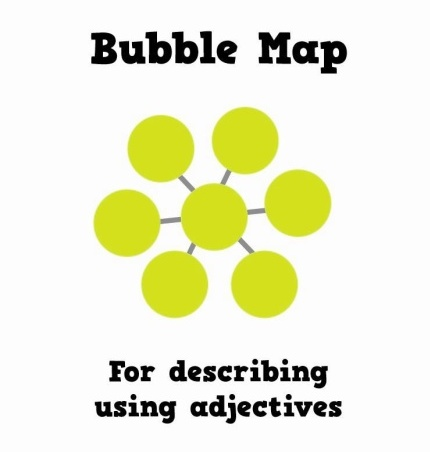 Bubble Map
For describing
using adjectives